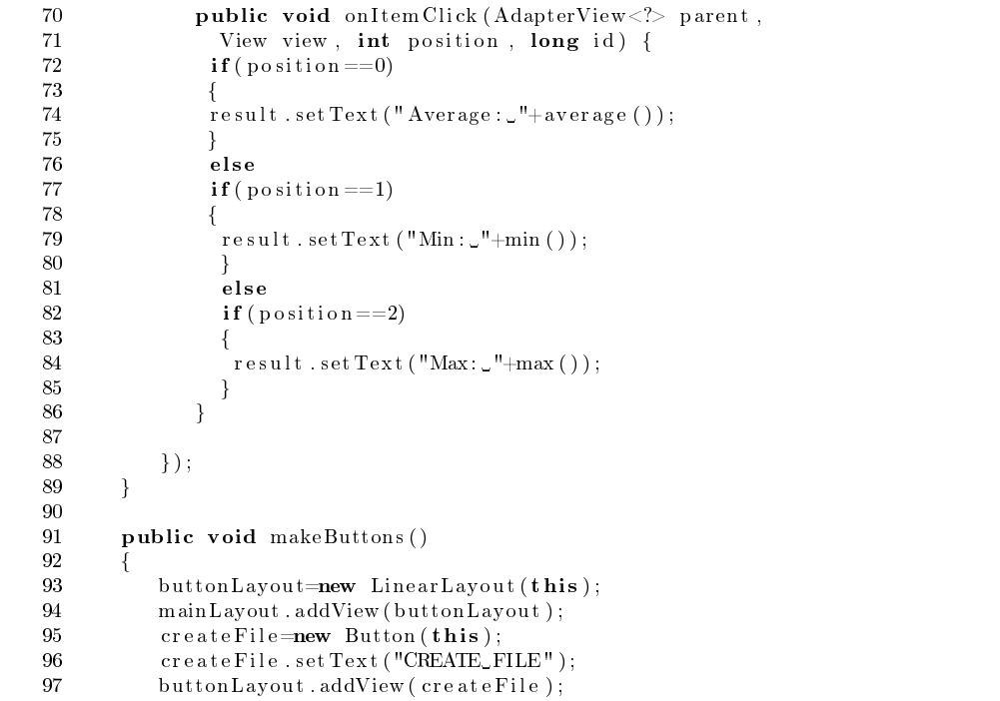 70 public void onItemClick(AdapterView<?> parent,
71 View view, int position, long id) {
72 if(position==0)
73 {
74 result.setText("Average:␣"+average());
75 }
76 else
77 if(position==1)
78 {
79 result.setText("Min:␣"+min());
80 }
81 else
82 if(position==2)
83 {
84 result.setText("Max:␣"+max());
85 }
86 }
87
88 });
89 }
90
91 public void makeButtons()
92 {
93 buttonLayout=new LinearLayout(this);
94 mainLayout.addView(buttonLayout);
95 createFile=new Button(this);
96 createFile.setText("CREATE␣FILE");
97 buttonLayout.addView(createFile);